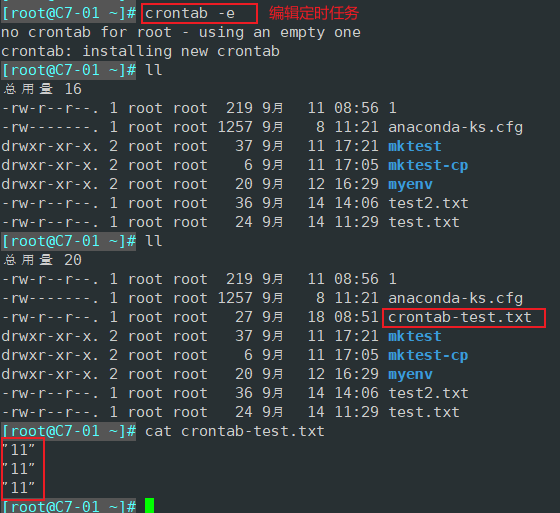 [root@C7-01 ~]# crontab -e 编辑定时任务
no crontab for root - using an empty one
crontab: installing new crontab
[root@C7-01 ~]# ll
总用量 16
-rw-r--r--. 1 root root 219 9月 11 08:56 1
-rw-------. 1 root root 1257 9月 8 11:21 anaconda-ks.cfg
drwxr-xr-x. 2 root root 37 9月 11 17:21 mktest
drwxr-xr-x. 2 root root 6 9月 11 17:05 mktest-cp
drwxr-xr-x. 2 root root 20 9月 12 16:29 myenv
-rw-r--r--. 1 root root 36 9月 14 14:06 test2.txt
-rw-r--r--. 1 root root 24 9月 14 11:29 test.txt
[root@C7-01 ~]# ll
总用量 20
-rw-r--r--. 1 root root 219 9月 11 08:56 1
-rw-------. 1 root root 1257 9月 8 11:21 anaconda-ks.cfg
-rw-r--r--. 1 root root 27 9月 18 08:51 crontab-test.txt
drwxr-xr-x. 2 root root 37 9月 11 17:21 mktest
drwxr-xr-x. 2 root root 6 9月 11 17:05 mktest-cp
drwxr-xr-x. 2 root root 20 9月 12 16:29 myenv
-rw-r--r--. 1 root root 36 9月 14 14:06 test2.txt
-rw-r--r--. 1 root root 24 9月 14 11:29 test.txt
[root@C7-01 ~]# cat crontab-test.txt
”11”
”11”
”11”
[root@C7-01 ~]#